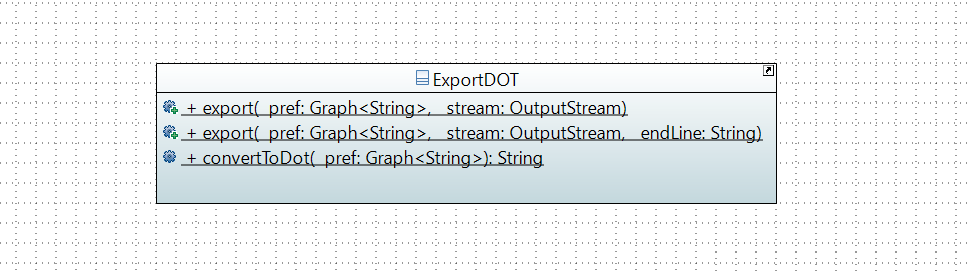 ExportDOT
+ export( pref: Graph<String>, stream: OutputStream)
+ export( pref: Graph<String>, stream: OutputStream, endLine: String)
+ convertToDot( pref: Graph<String>): String